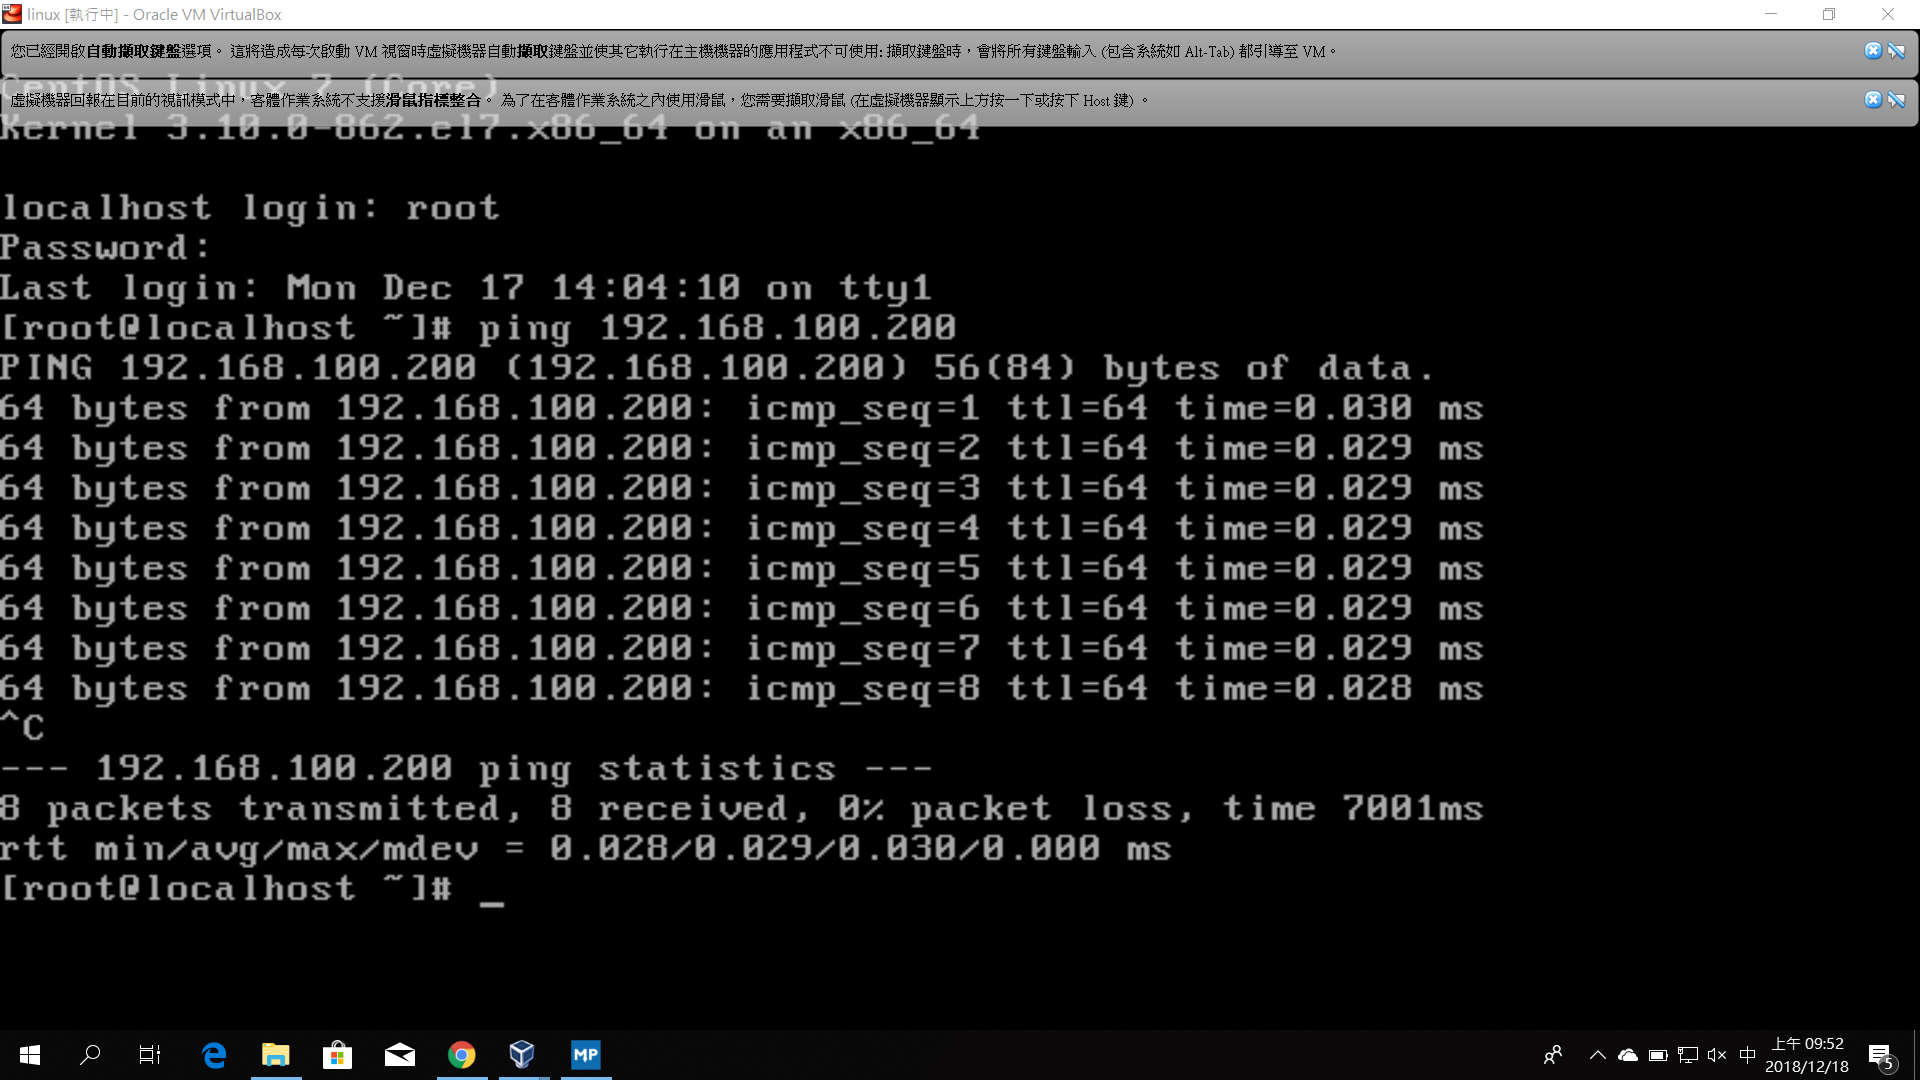 linux [執行中] - Oracle VM VirtualBox
您已經開啟自動擷取鍵盤選項。 這將造成每次啟動 VM 視窗時虛擬機器自動擷取鍵盤並使其它執行在主機機器的應用程式不可使用: 擷取鍵盤時，會將所有鍵盤輸入 (包含系統如 Alt-Tab) 都引導至 VM。
CentOS Linux 7 (Core)
虛擬機器回報在目前的視訊模式中，客體作業系統不支援滑鼠指標整合。 為了在客體作業系統之內使用滑鼠，您需要擷取滑鼠 (在虛擬機器顯示上方按一下或按下 Host 鍵) 。
Kernel 3.10.0-862.el7.x86_64 on an x86_64
localhost login: root
Password:
Last login: Mon Dec 17 14:04:10 on tty1
[root@localhost ~]# ping 192.168.100.200
PING 192.168.100.200 (192.168.100.200) 56(84) bytes of data.
64 bytes from 192.168.100.200: icmp_seq=1 ttl=64 time=0.030 ms
64 bytes from 192.168.100.200: icmp_seq=2 ttl=64 time=0.029 ms
64 bytes from 192.168.100.200: icmp_seq=3 ttl=64 time=0.029 ms
64 bytes from 192.168.100.200: icmp_seq=4 ttl=64 time=0.029 ms
64 bytes from 192.168.100.200: icmp_seq=5 ttl=64 time=0.029 ms
64 bytes from 192.168.100.200: icmp_seq=6 ttl=64 time=0.029 ms
64 bytes from 192.168.100.200: icmp_seq=7 ttl=64 time=0.029 ms
64 bytes from 192.168.100.200: icmp_seq=8 ttl=64 time=0.028 ms
^C
--- 192.168.100.200 ping statistics ---
8 packets transmitted, 8 received, 0% packet loss, time 7001ms
rtt min/avg/max/mdev = 0.028/0.029/0.030/0.000 ms
[root@localhost ~]# _
MP
中
上午 09:52
2018/12/18
5